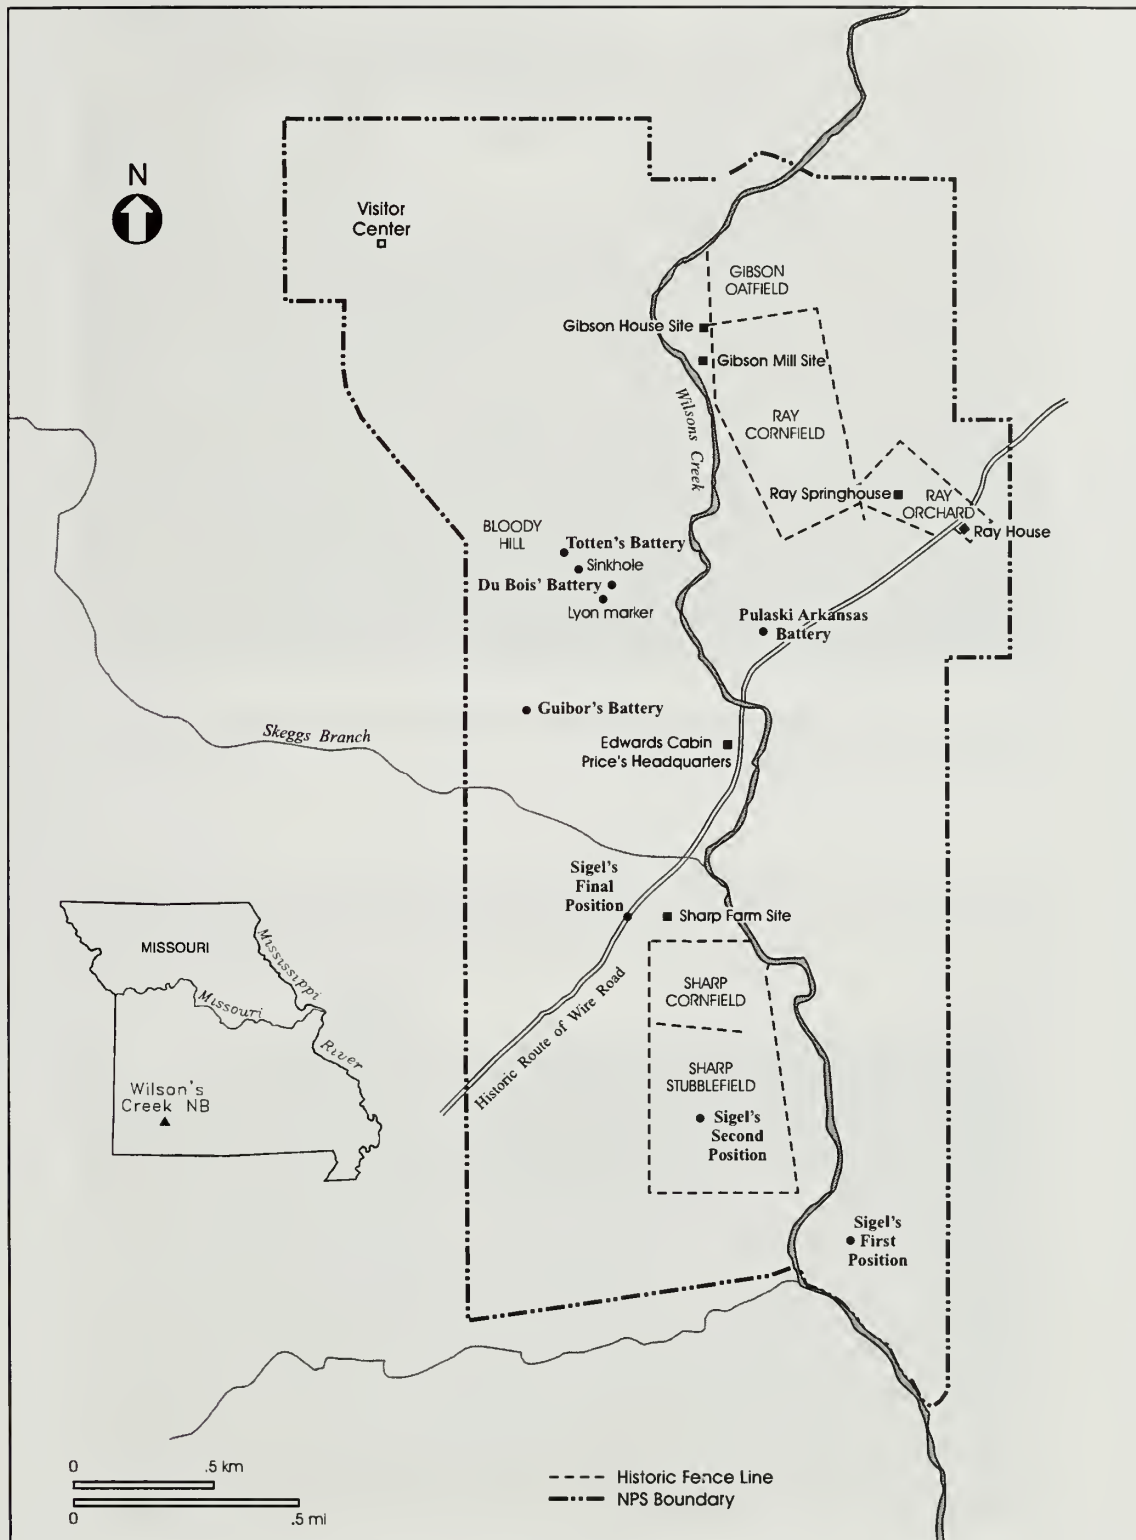 N
Visitor
Center
GIBSON
OATFIELD
Gibson House Site
Gibson Mill Site
Wilsons Creek
RAY
CORNFIELD
Ray Springhouse
RAY
ORCHARD
Ray House
BLOODY
HILL
Totten's Battery
Sinkhole
Du Bois' Battery
Lyon marker
Pulaski Arkansas
Battery
Guibor's Battery
Skeggs Branch
Edwards Cabin
Price's Headquarters
Sigel's
Final
Position
Sharp Farm Site
Historic Route of Wire Road
SHARP
CORNFIELD
SHARP
STUBBLEFIELD
Sigel's
Second
Position
Sigel's
First
Position
MISSOURI
Mississippi
River
Missouri
Wilson's
Creek NB
0 .5 km
0 .5 mi
Historic Fence Line
NPS Boundary